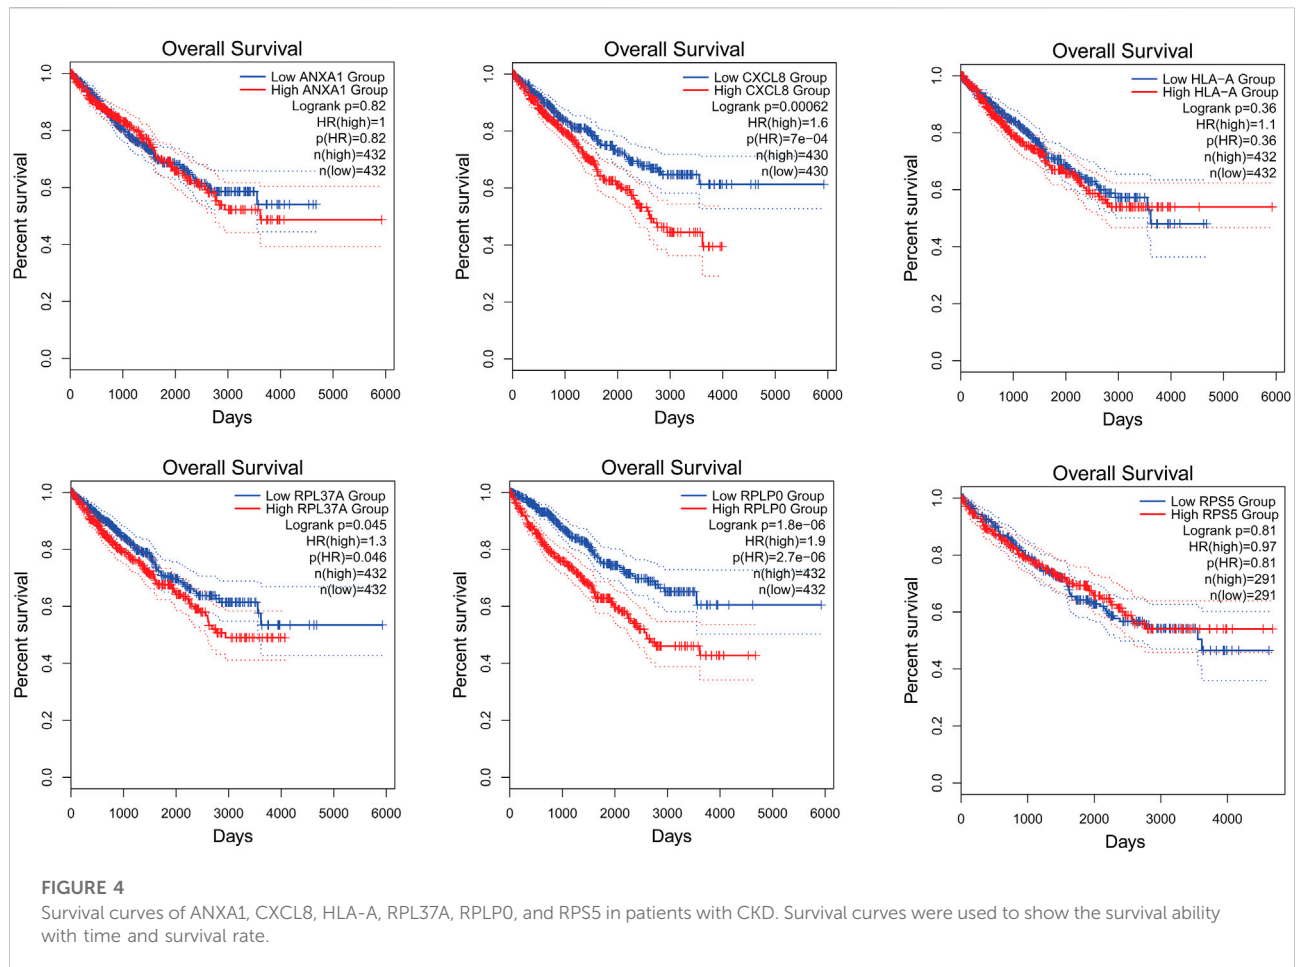 Overall Survival
Low ANXA1 Group
High ANXA1 Group
Logrank p=0.82
HR(high)=1
p(HR)=0.82
n(high)=432
n(low)=432
Percent survival
0.0
0.2
0.4
0.6
0.8
1.0
0 1000 2000 3000 4000 5000 6000
Days
Overall Survival
Low CXCL8 Group
High CXCL8 Group
Logrank p=0.00062
HR(high)=1.6
p(HR)=7e-04
n(high)=430
n(low)=430
Percent survival
0.0
0.2
0.4
0.6
0.8
1.0
0 1000 2000 3000 4000 5000 6000
Days
Overall Survival
Low HLA-A Group
High HLA-A Group
Logrank p=0.36
HR(high)=1.1
p(HR)=0.36
n(high)=432
n(low)=432
Percent survival
0.0
0.2
0.4
0.6
0.8
1.0
0 1000 2000 3000 4000 5000 6000
Days
Overall Survival
Low RPL37A Group
High RPL37A Group
Logrank p=0.045
HR(high)=1.3
p(HR)=0.046
n(high)=432
n(low)=432
Percent survival
0.0
0.2
0.4
0.6
0.8
1.0
0 1000 2000 3000 4000 5000 6000
Days
Overall Survival
Low RPLP0 Group
High RPLP0 Group
Logrank p=1.8e-06
HR(high)=1.9
p(HR)=2.7e-06
n(high)=432
n(low)=432
Percent survival
0.0
0.2
0.4
0.6
0.8
1.0
0 1000 2000 3000 4000 5000 6000
Days
Overall Survival
Low RPS5 Group
High RPS5 Group
Logrank p=0.81
HR(high)=0.97
p(HR)=0.81
n(high)=291
n(low)=291
Percent survival
0.0
0.2
0.4
0.6
0.8
1.0
0 1000 2000 3000 4000
Days
FIGURE 4
Survival curves of ANXA1, CXCL8, HLA-A, RPL37A, RPLP0, and RPS5 in patients with CKD. Survival curves were used to show the survival ability
with time and survival rate.